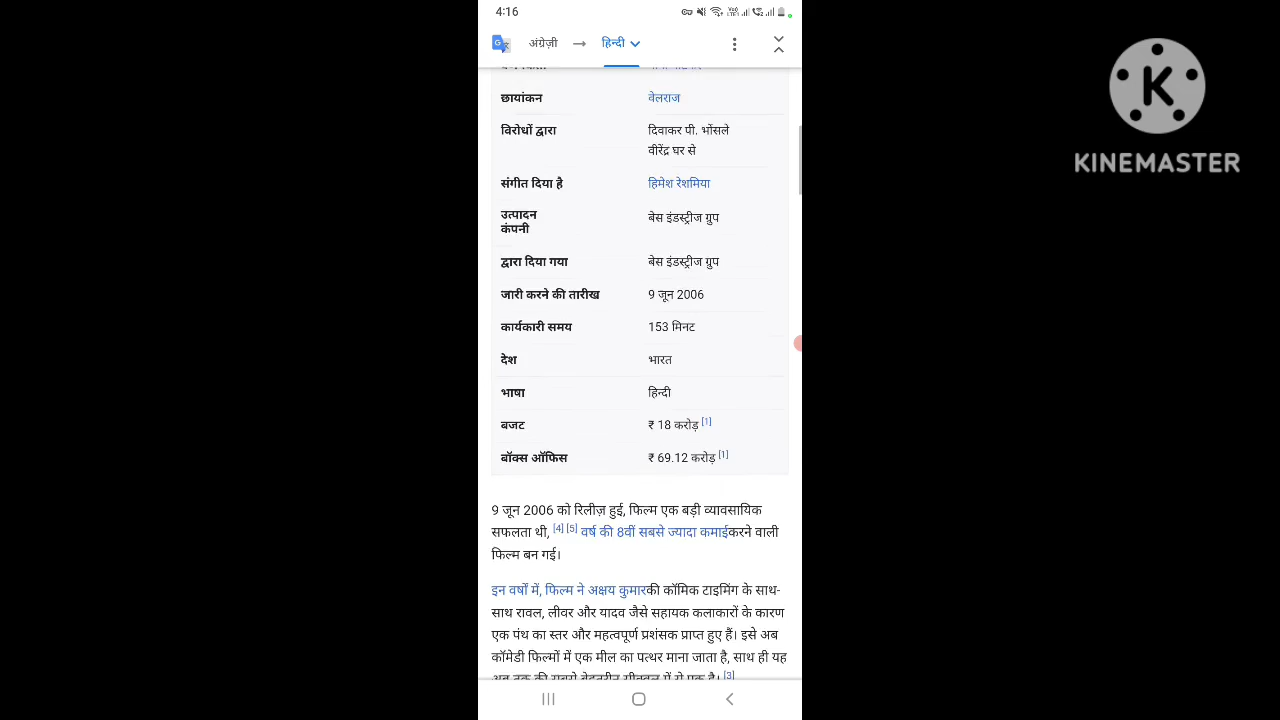 4:16
अंग्रेज़ी → हिन्दी
छायांकन वेलराज
विरोधों द्वारा दिवाकर पी. भोंसले
वीरेंद्र घर से
संगीत दिया है हिमेश रेशमिया
उत्पादन
कंपनी बेस इंडस्ट्रीज ग्रुप
द्वारा दिया गया बेस इंडस्ट्रीज ग्रुप
जारी करने की तारीख 9 जून 2006
कार्यकारी समय 153 मिनट
देश भारत
भाषा हिन्दी
बजट ₹ 18 करोड़ [1]
बॉक्स ऑफिस ₹ 69.12 करोड़ [1]
9 जून 2006 को रिलीज़ हुई, फिल्म एक बड़ी व्यावसायिक
सफलता थी, [4] [5] वर्ष की 8वीं सबसे ज्यादा कमाईकरने वाली
फिल्म बन गई।
इन वर्षों में, फिल्म ने अक्षय कुमारकी कॉमिक टाइमिंग के साथ-
साथ रावल, लीवर और यादव जैसे सहायक कलाकारों के कारण
एक पंथ का स्तर और महत्वपूर्ण प्रशंसक प्राप्त हुए हैं। इसे अब
कॉमेडी फिल्मों में एक मील का पत्थर माना जाता है, साथ ही यह
[3]
K
KINEMASTER